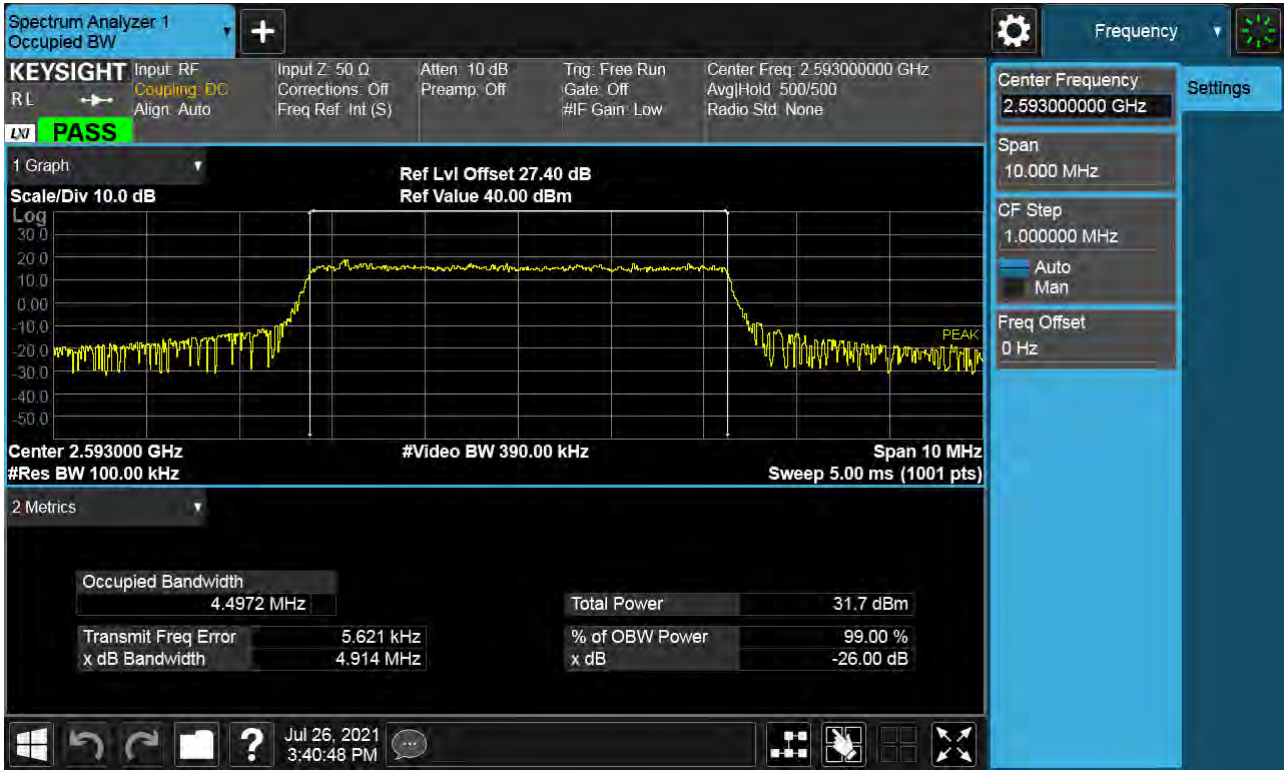 Spectrum Analyzer 1
Occupied BW
+
Frequency
KEYSIGHT
RL
LXI
PASS
Input: RF
Coupling: DC
Align: Auto
Input Z: 50 Ω
Corrections: Off
Freq Ref: Int (S)
Atten: 10 dB
Preamp: Off
Trig: Free Run
Gate: Off
#IF Gain: Low
Center Freq: 2.593000000 GHz
Avg|Hold: 500/500
Radio Std: None
1 Graph
Scale/Div 10.0 dB
Ref Lvl Offset 27.40 dB
Ref Value 40.00 dBm
Log
30.0
20.0
10.0
0.00
-10.0
-20.0
-30.0
-40.0
-50.0
PEAK
Center 2.593000 GHz
#Video BW 390.00 kHz
Span 10 MHz
#Res BW 100.00 kHz
Sweep 5.00 ms (1001 pts)
2 Metrics
Occupied Bandwidth
4.4972 MHz
Transmit Freq Error 5.621 kHz
x dB Bandwidth 4.914 MHz
Total Power 31.7 dBm
% of OBW Power 99.00 %
x dB -26.00 dB
Center Frequency
2.593000000 GHz
Settings
Span
10.000 MHz
CF Step
1.000000 MHz
Auto
Man
Freq Offset
0 Hz
?
Jul 26, 2021
3:40:48 PM